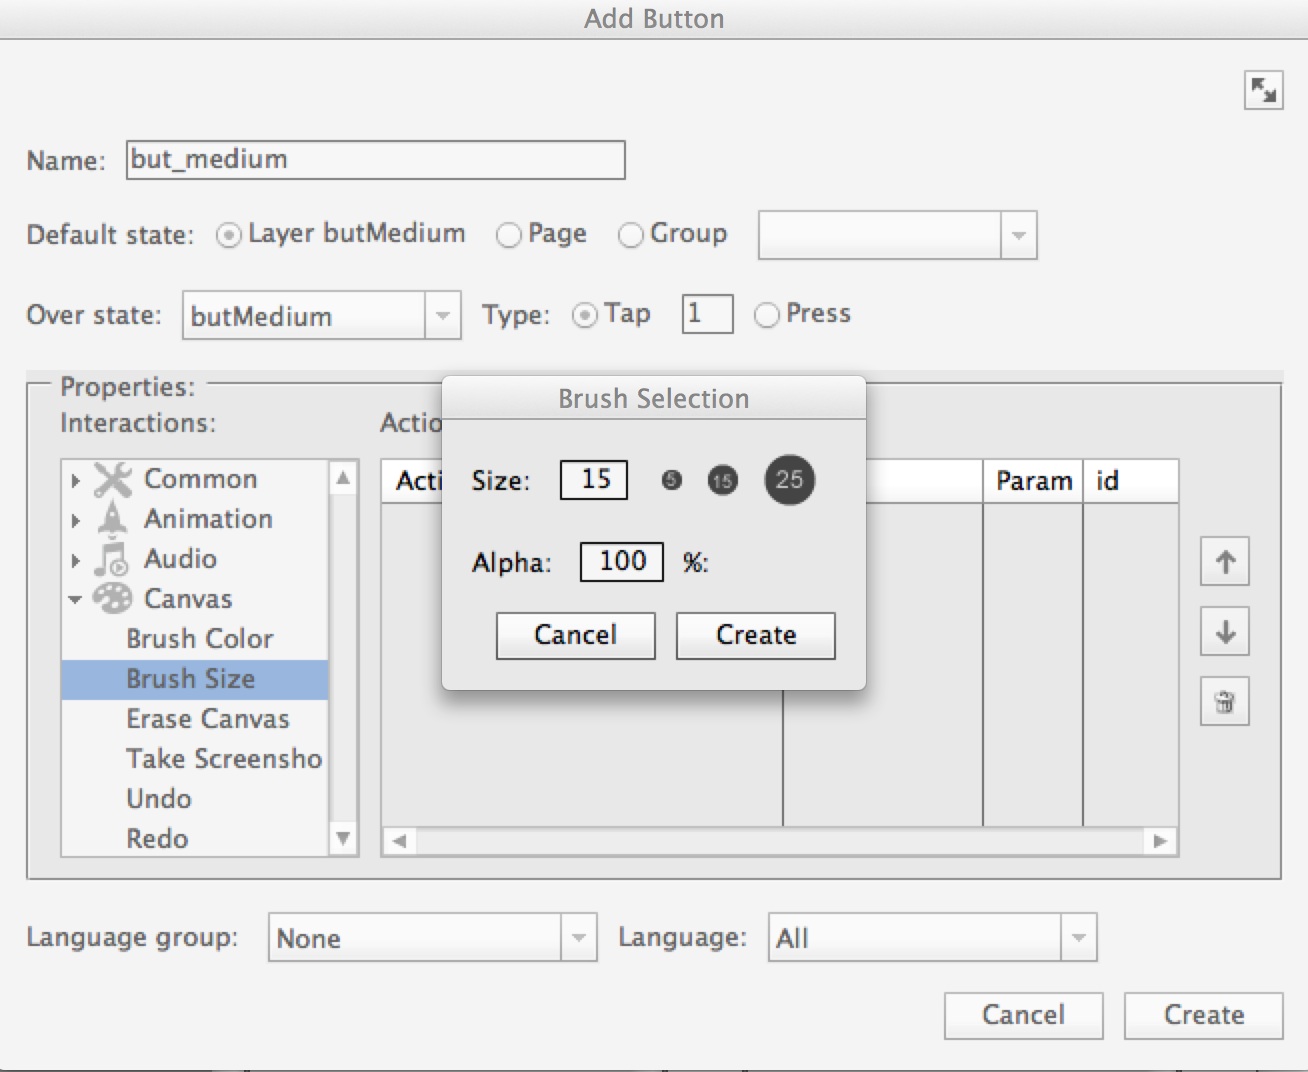 Add Button
Name: but_medium
Default state: Layer butMedium Page Group
Over state: butMedium Type: Tap 1 Press
Properties:
Interactions: Actio
Common
Animation
Audio
Canvas
Brush Color
Brush Size
Erase Canvas
Take Screensho
Undo
Redo
Acti Param id
Brush Selection
Size: 15 5 15 25
Alpha: 100 %:
Cancel Create
Language group: None Language: All
Cancel Create